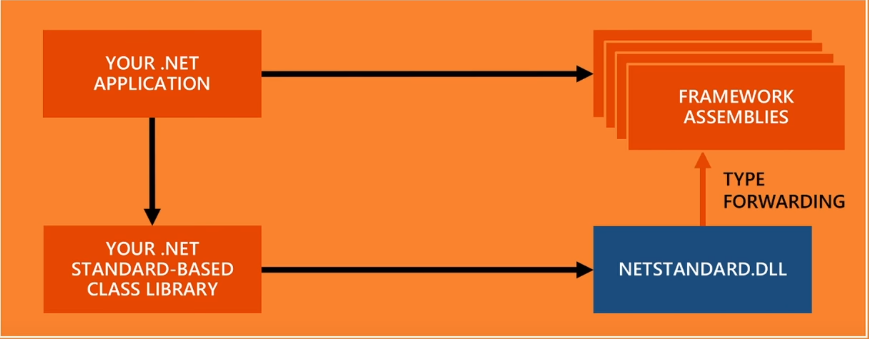 YOUR .NET
APPLICATION
FRAMEWORK
ASSEMBLIES
TYPE
FORWARDING
YOUR .NET
STANDARD-BASED
CLASS LIBRARY
NETSTANDARD.DLL